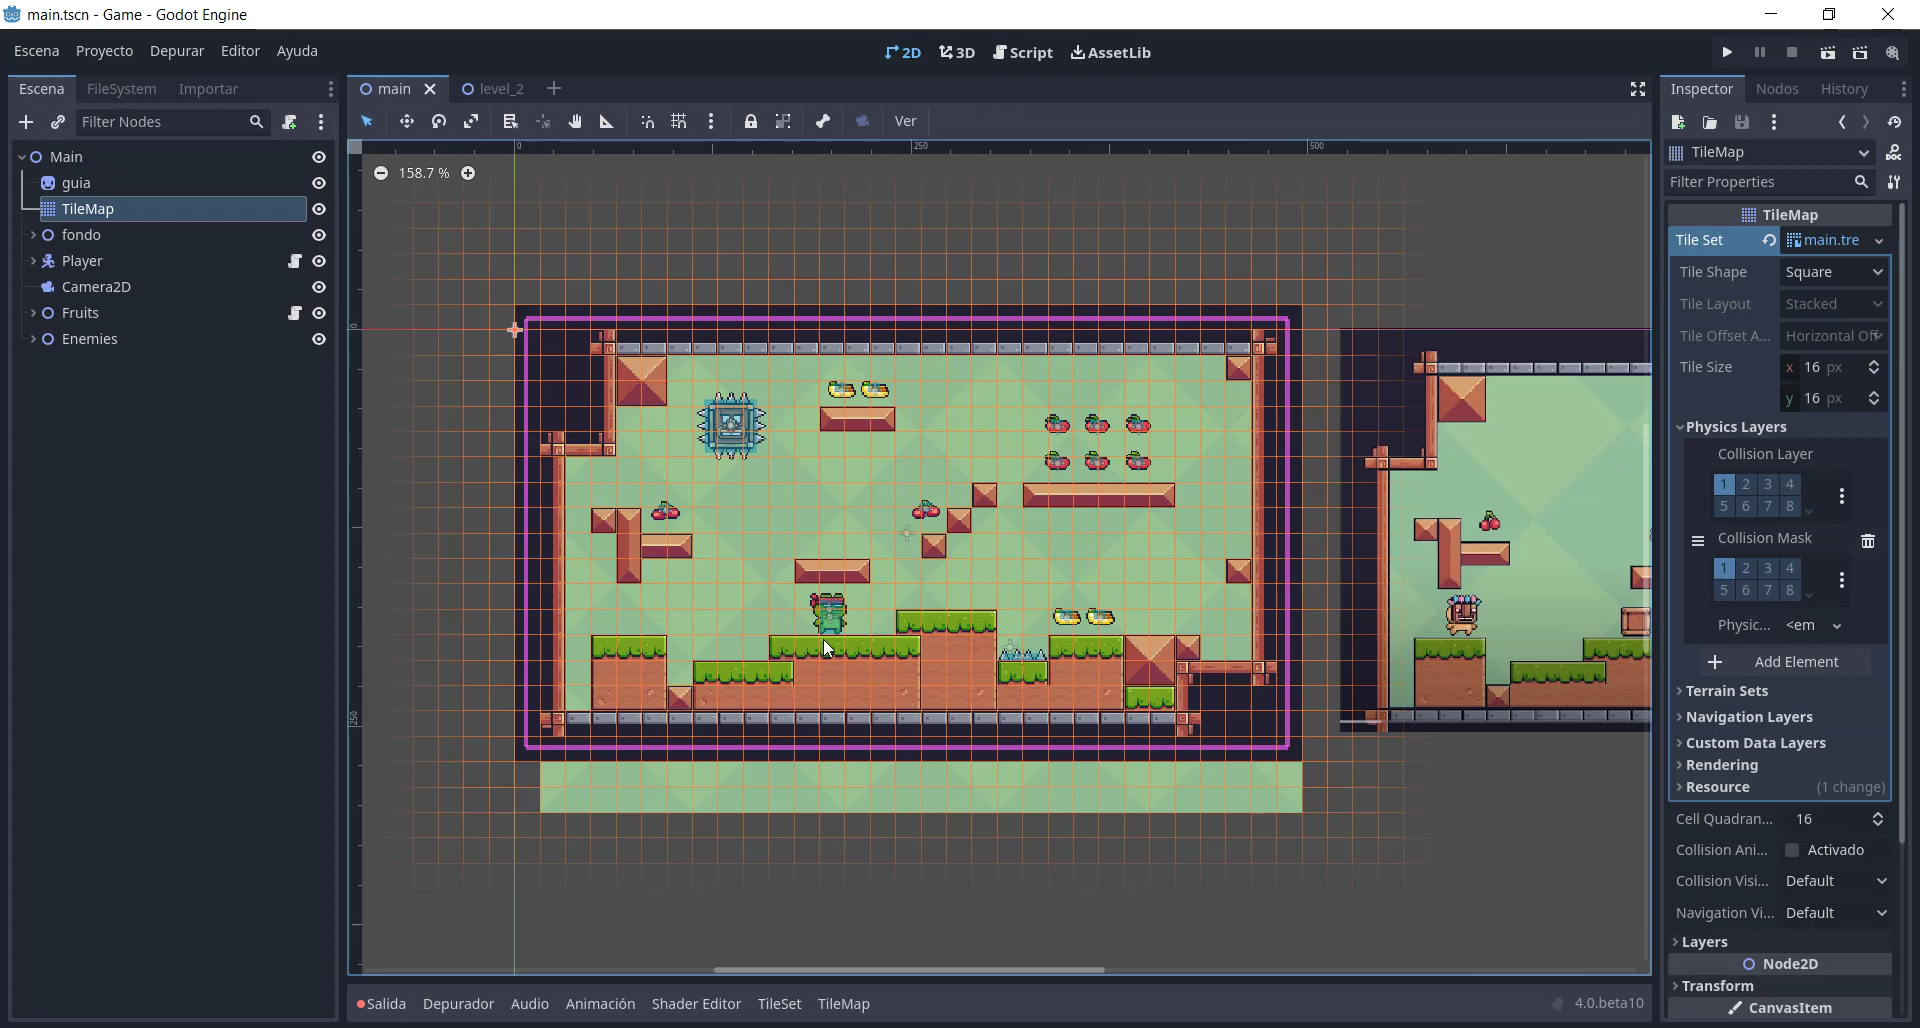 main.tscn - Game - Godot Engine
Escena Proyecto Depurar Editor Ayuda
2D 3D Script AssetLib
Escena FileSystem Importar
main level_2
Inspector Nodos History
Filter Nodes
Ver
Main
guia
TileMap
fondo
Player
Camera2D
Fruits
Enemies
0 250 500
158.7 %
0
250
TileMap
Filter Properties
TileMap
Tile Set main.tre
Tile Shape Square
Tile Layout Stacked
Tile Offset A... Horizontal Off
Tile Size x 16 px
y 16 px
Physics Layers
Collision Layer
1 2 3 4
5 6 7 8
Collision Mask
1 2 3 4
5 6 7 8
Physic... <em
Add Element
Terrain Sets
Navigation Layers
Custom Data Layers
Rendering
Resource (1 change)
Cell Quadran... 16
Collision Ani... Activado
Collision Visi... Default
Navigation Vi... Default
Layers
Node2D
Transform
CanvasItem
Salida Depurador Audio Animación Shader Editor TileSet TileMap
4.0.beta10